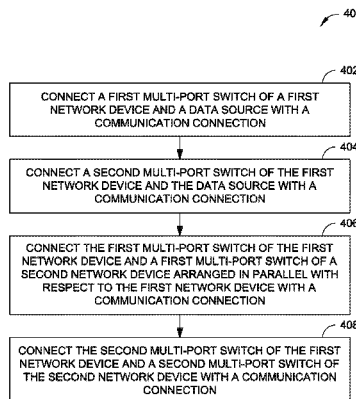 40
402
CONNECT A FIRST MULTI-PORT SWITCH OF A FIRST
NETWORK DEVICE AND A DATA SOURCE WITH A
COMMUNICATION CONNECTION
404
CONNECT A SECOND MULTI-PORT SWITCH OF THE FIRST
NETWORK DEVICE AND THE DATA SOURCE WITH A
COMMUNICATION CONNECTION
406
CONNECT THE FIRST MULTI-PORT SWITCH OF THE FIRST
NETWORK DEVICE AND A FIRST MULTI-PORT SWITCH OF A
SECOND NETWORK DEVICE ARRANGED IN PARALLEL WITH
RESPECT TO THE FIRST NETWORK DEVICE WITH A
COMMUNICATION CONNECTION
408
CONNECT THE SECOND MULTI-PORT SWITCH OF THE FIRST
NETWORK DEVICE AND A SECOND MULTI-PORT SWITCH OF
THE SECOND NETWORK DEVICE WITH A COMMUNICATION
CONNECTION